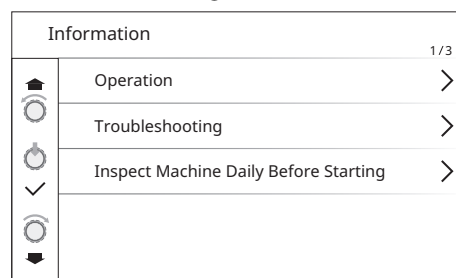 Information
1/3
Operation
Troubleshooting
Inspect Machine Daily Before Starting